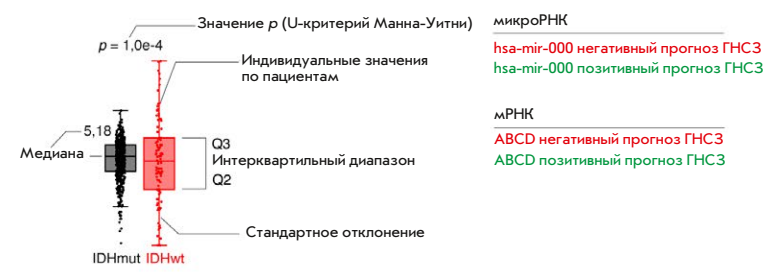 Значение p (U-критерий Манна-Уитни)
p = 1,0e-4
Индивидуальные значения
по пациентам
5,18
Медиана
Q3
Интерквартильный диапазон
Q2
Стандартное отклонение
IDHmut IDHwt
микроРНК
hsa-mir-000 негативный прогноз ГНСЗ
hsa-mir-000 позитивный прогноз ГНСЗ
мРНК
ABCD негативный прогноз ГНСЗ
ABCD позитивный прогноз ГНСЗ